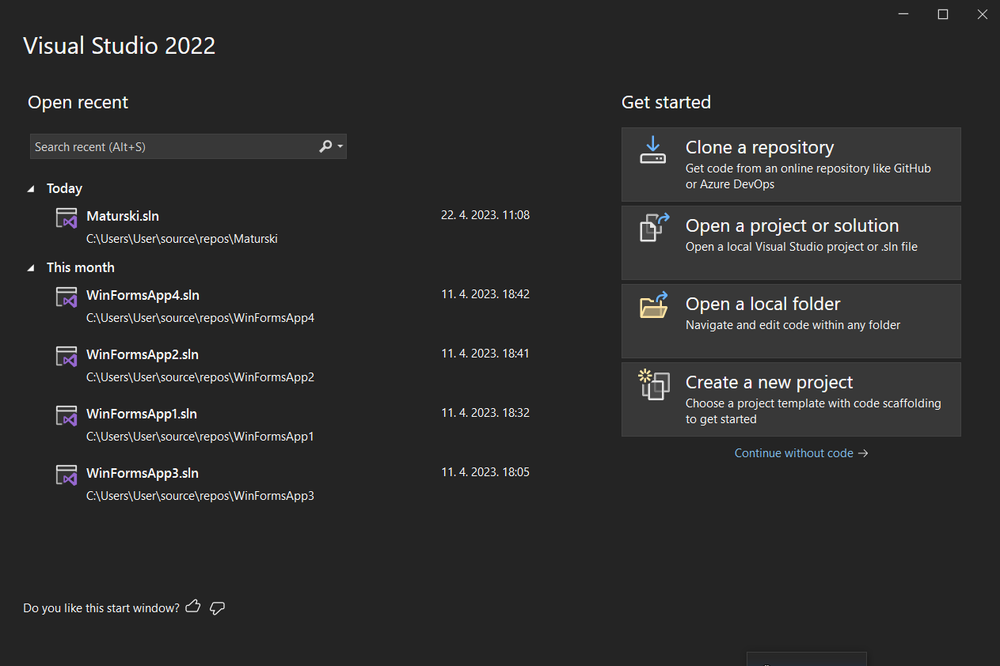 Visual Studio 2022
Open recent
Search recent (Alt+S)
Today
Maturski.sln
22. 4. 2023. 11:08
C:\Users\User\source\repos\Maturski
This month
WinFormsApp4.sln
11. 4. 2023. 18:42
C:\Users\User\source\repos\WinFormsApp4
WinFormsApp2.sln
11. 4. 2023. 18:41
C:\Users\User\source\repos\WinFormsApp2
WinFormsApp1.sln
11. 4. 2023. 18:32
C:\Users\User\source\repos\WinFormsApp1
WinFormsApp3.sln
11. 4. 2023. 18:05
C:\Users\User\source\repos\WinFormsApp3
Do you like this start window?
Get started
Clone a repository
Get code from an online repository like GitHub
or Azure DevOps
Open a project or solution
Open a local Visual Studio project or .sln file
Open a local folder
Navigate and edit code within any folder
Create a new project
Choose a project template with code scaffolding
to get started
Continue without code →